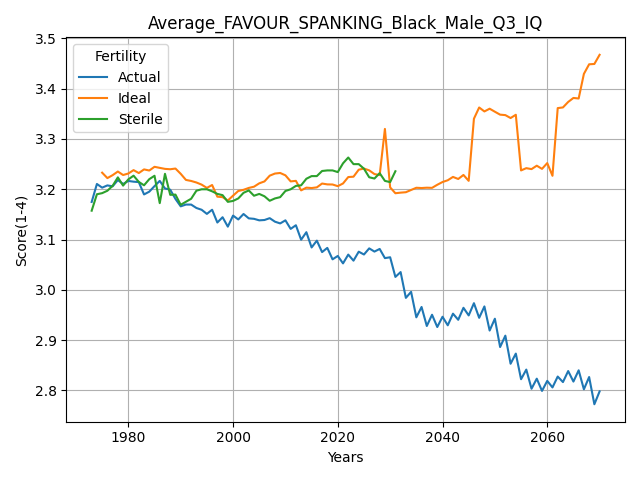 Average_FAVOUR_SPANKING_Black_Male_Q3_IQ
Fertility
Actual
Ideal
Sterile
Score(1-4)
3.5
3.4
3.3
3.2
3.1
3.0
2.9
2.8
1980
2000
2020
2040
2060
Years